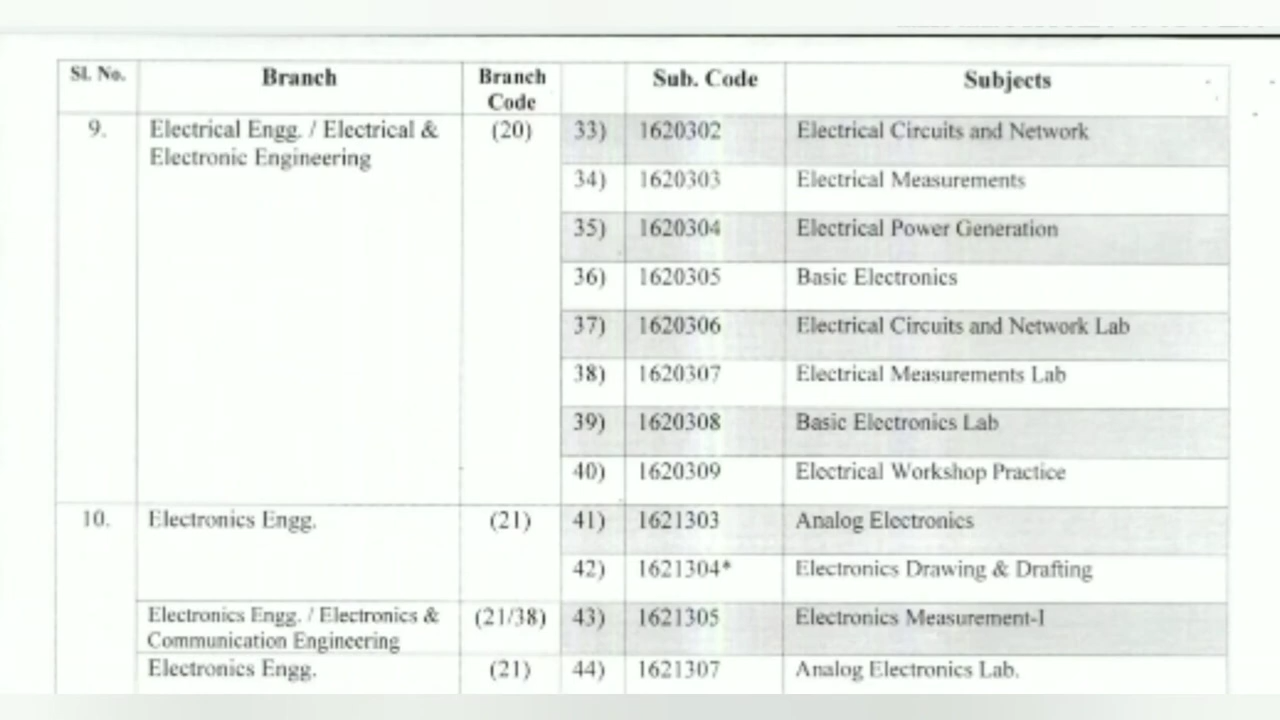 Sl. No. Branch Branch Code Sub. Code Subjects
9. Electrical Engg. / Electrical & Electronic Engineering (20) 33) 1620302 Electrical Circuits and Network
34) 1620303 Electrical Measurements
35) 1620304 Electrical Power Generation
36) 1620305 Basic Electronics
37) 1620306 Electrical Circuits and Network Lab
38) 1620307 Electrical Measurements Lab
39) 1620308 Basic Electronics Lab
40) 1620309 Electrical Workshop Practice
10. Electronics Engg. (21) 41) 1621303 Analog Electronics
42) 1621304* Electronics Drawing & Drafting
Electronics Engg. / Electronics & Communication Engineering (21/38) 43) 1621305 Electronics Measurement-I
Electronics Engg. (21) 44) 1621307 Analog Electronics Lab.